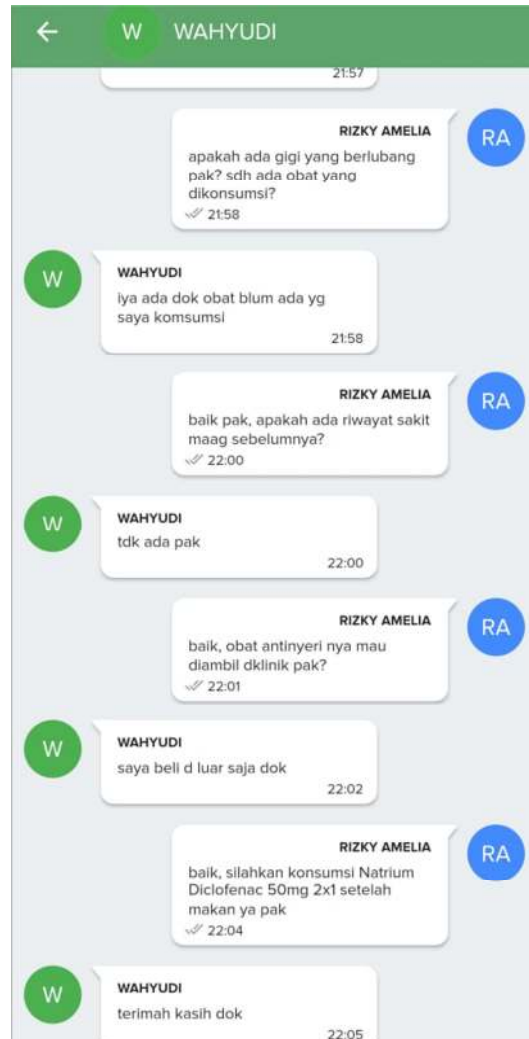 W WAHYUDI
21:57
RIZKY AMELIA
RA
apakah ada gigi yang berlubang
pak? sdh ada obat yang
dikonsumsi?
21:58
W
WAHYUDI
iya ada dok obat blum ada yg
saya komsumsi
21:58
RIZKY AMELIA
RA
baik pak, apakah ada riwayat sakit
maag sebelumnya?
22:00
W
WAHYUDI
tdk ada pak
22:00
RIZKY AMELIA
RA
baik, obat antinyeri nya mau
diambil dklinik pak?
22:01
W
WAHYUDI
saya beli d luar saja dok
22:02
RIZKY AMELIA
RA
baik, silahkan konsumsi Natrium
Diclofenac 50mg 2x1 setelah
makan ya pak
22:04
W
WAHYUDI
terimah kasih dok
22:05